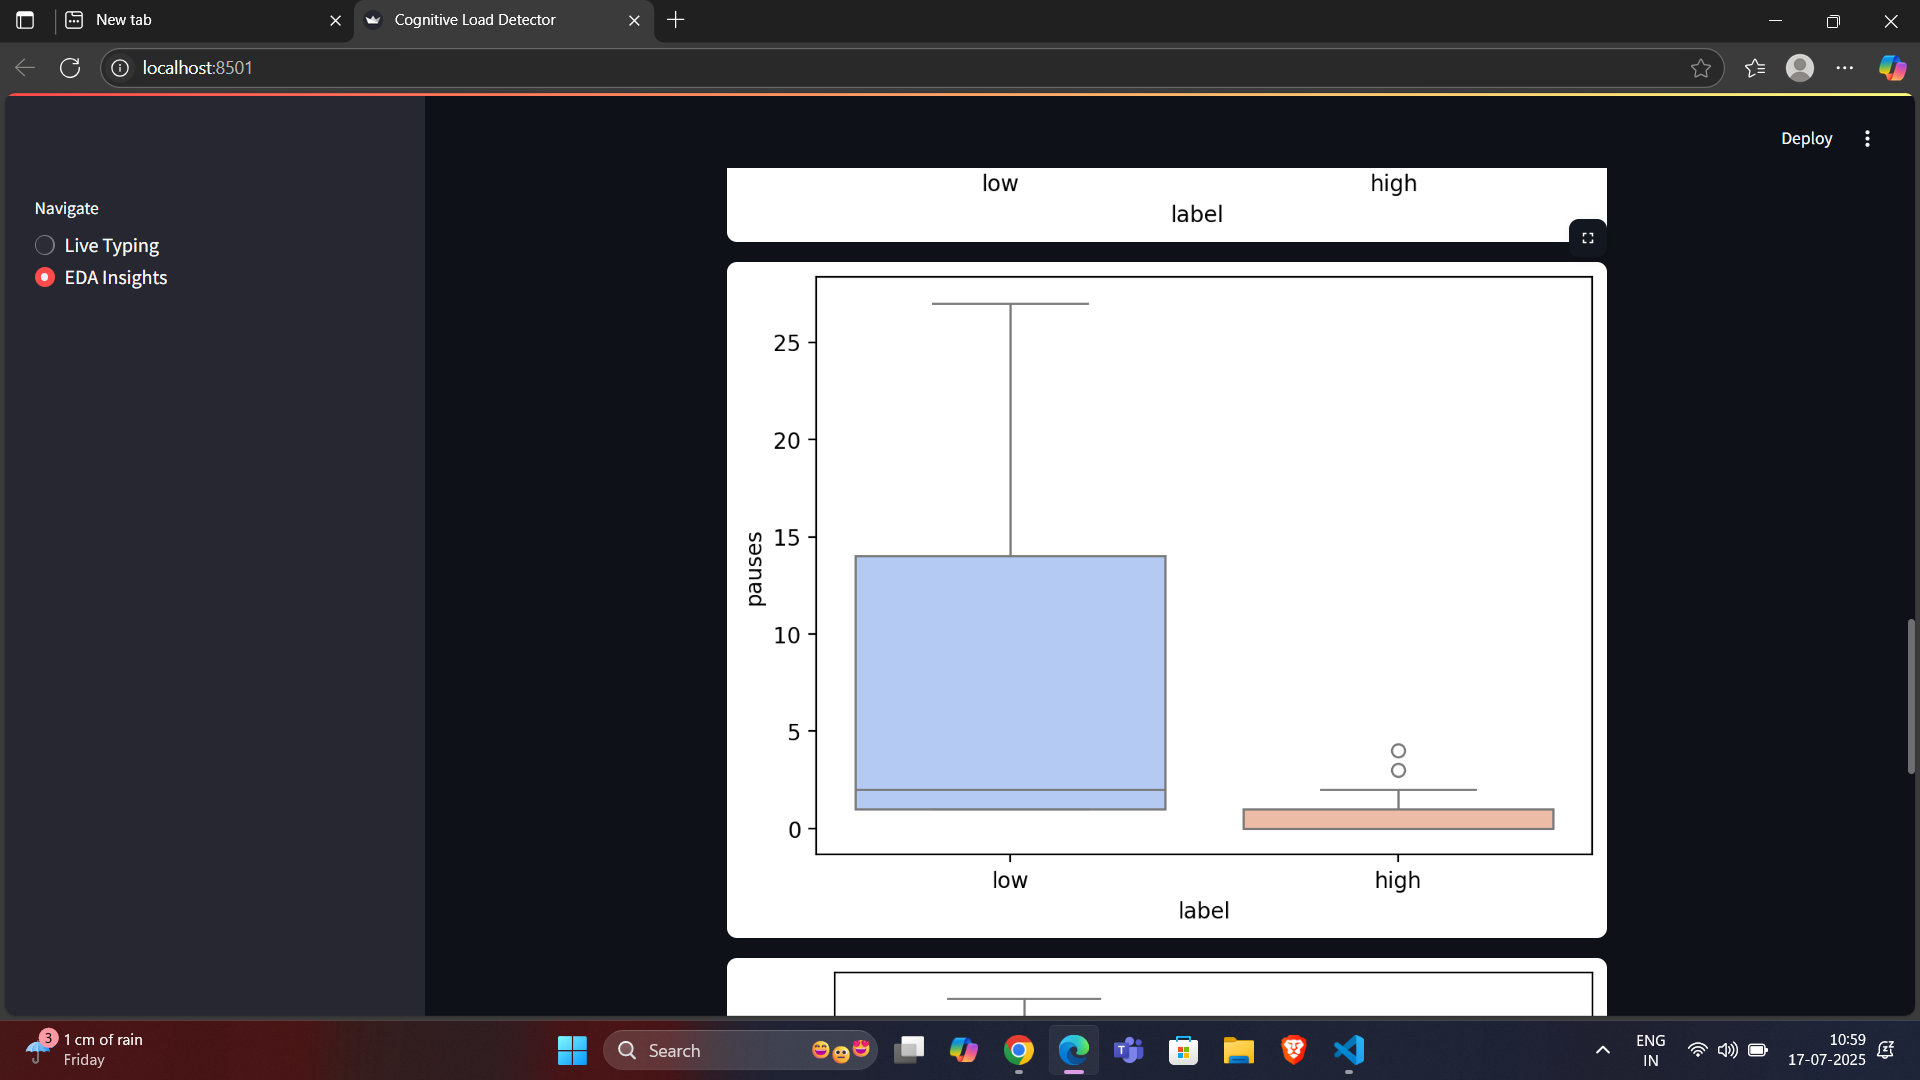 New tab
Cognitive Load Detector
localhost:8501
Deploy
Navigate
Live Typing
EDA Insights
low
high
label
25
20
15
10
5
0
pauses
low
high
label
3
1 cm of rain
Friday
Search
ENG
IN
10:59
17-07-2025